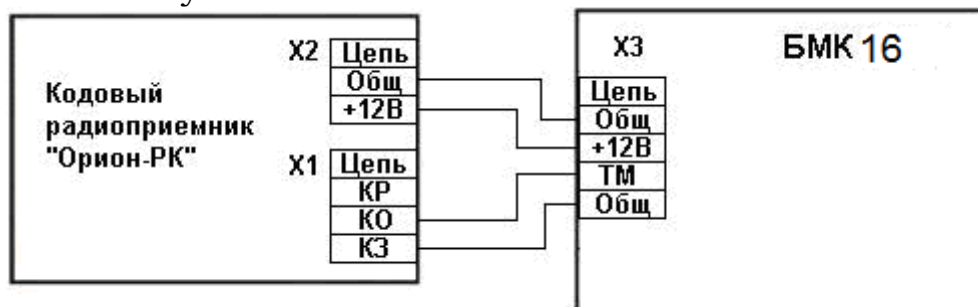 Кодовый
радиоприемник
"Орион-РК"
X2
Цепь
Общ
+12В
X1
Цепь
КР
КО
КЗ
X3
БМК 16
Цепь
Общ
+12В
ТМ
Общ